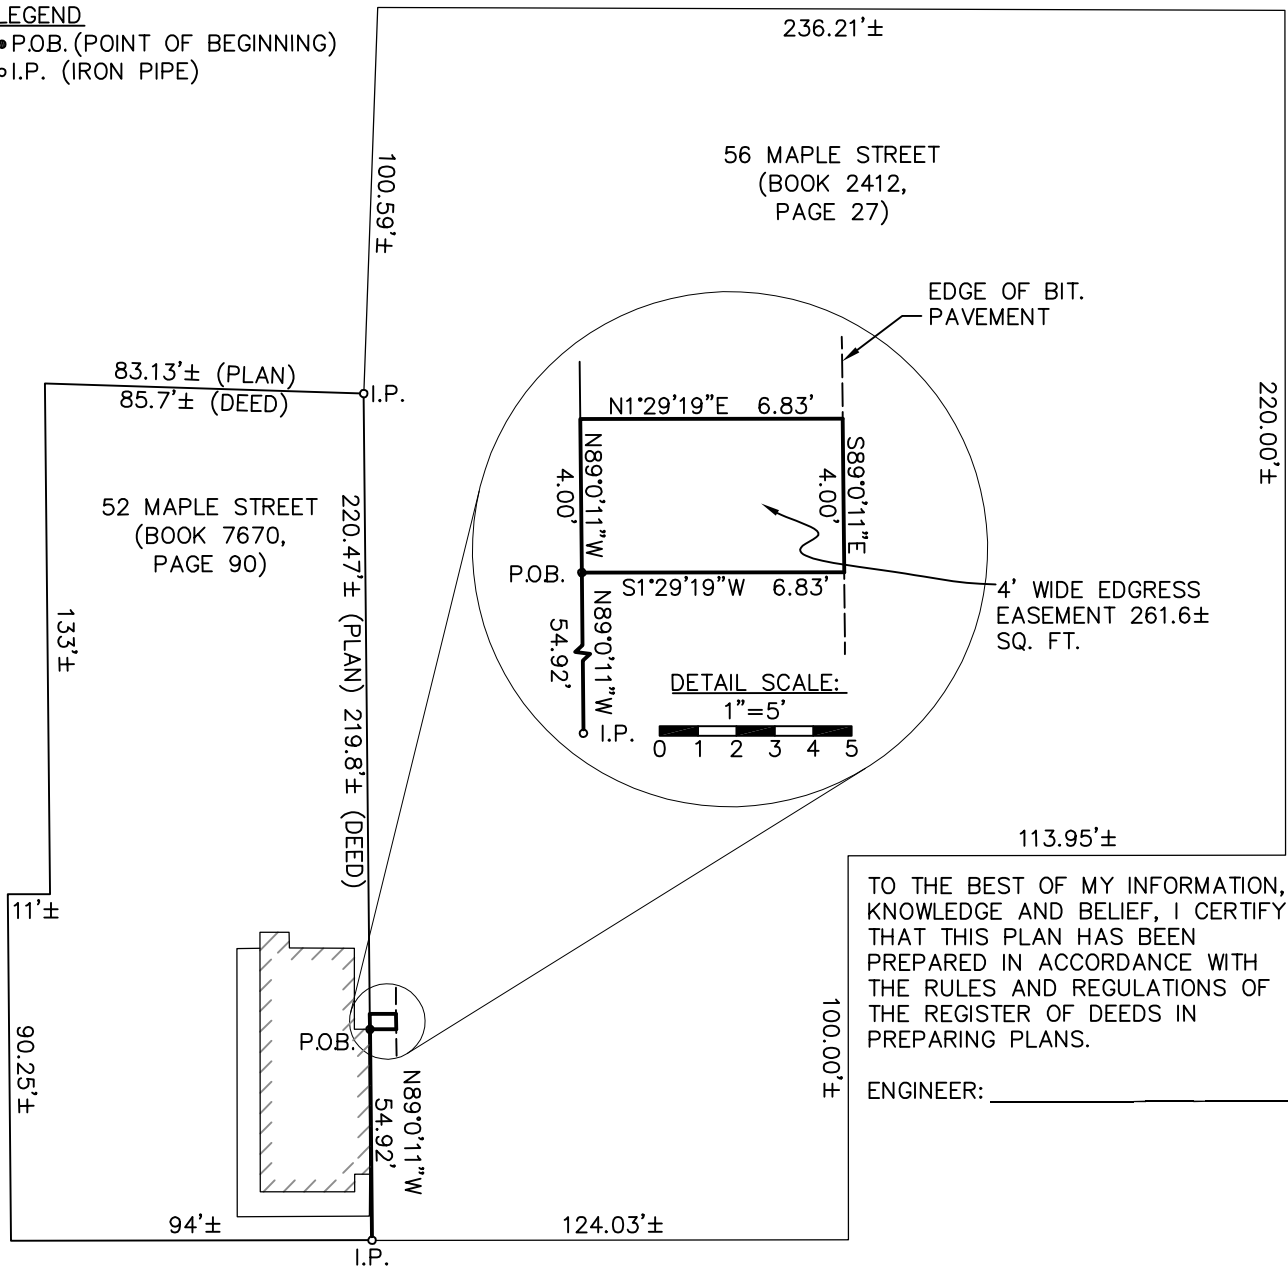 LEGEND
P.O.B. (POINT OF BEGINNING)
I.P. (IRON PIPE)
236.21'±
100.59'±
56 MAPLE STREET
(BOOK 2412,
PAGE 27)
EDGE OF BIT.
PAVEMENT
83.13'± (PLAN)
85.7'± (DEED)
I.P.
220.00'±
N1°29'19"E 6.83'
N89°0'11"W
4.00'
S89°0'11"E
4.00'
52 MAPLE STREET
(BOOK 7670,
PAGE 90)
220.47'± (PLAN) 219.8'± (DEED)
P.O.B.
S1°29'19"W 6.83'
4' WIDE EDGRESS
EASEMENT 261.6±
SQ. FT.
133'±
N89°0'11"W
54.92'
I.P.
DETAIL SCALE:
1"=5'
0 1 2 3 4 5
113.95'±
11'±
TO THE BEST OF MY INFORMATION,
KNOWLEDGE AND BELIEF, I CERTIFY
THAT THIS PLAN HAS BEEN
PREPARED IN ACCORDANCE WITH
THE RULES AND REGULATIONS OF
THE REGISTER OF DEEDS IN
PREPARING PLANS.
ENGINEER:
100.00'±
P.O.B.
90.25'±
N89°0'11"W
54.92'
94'±
124.03'±
I.P.